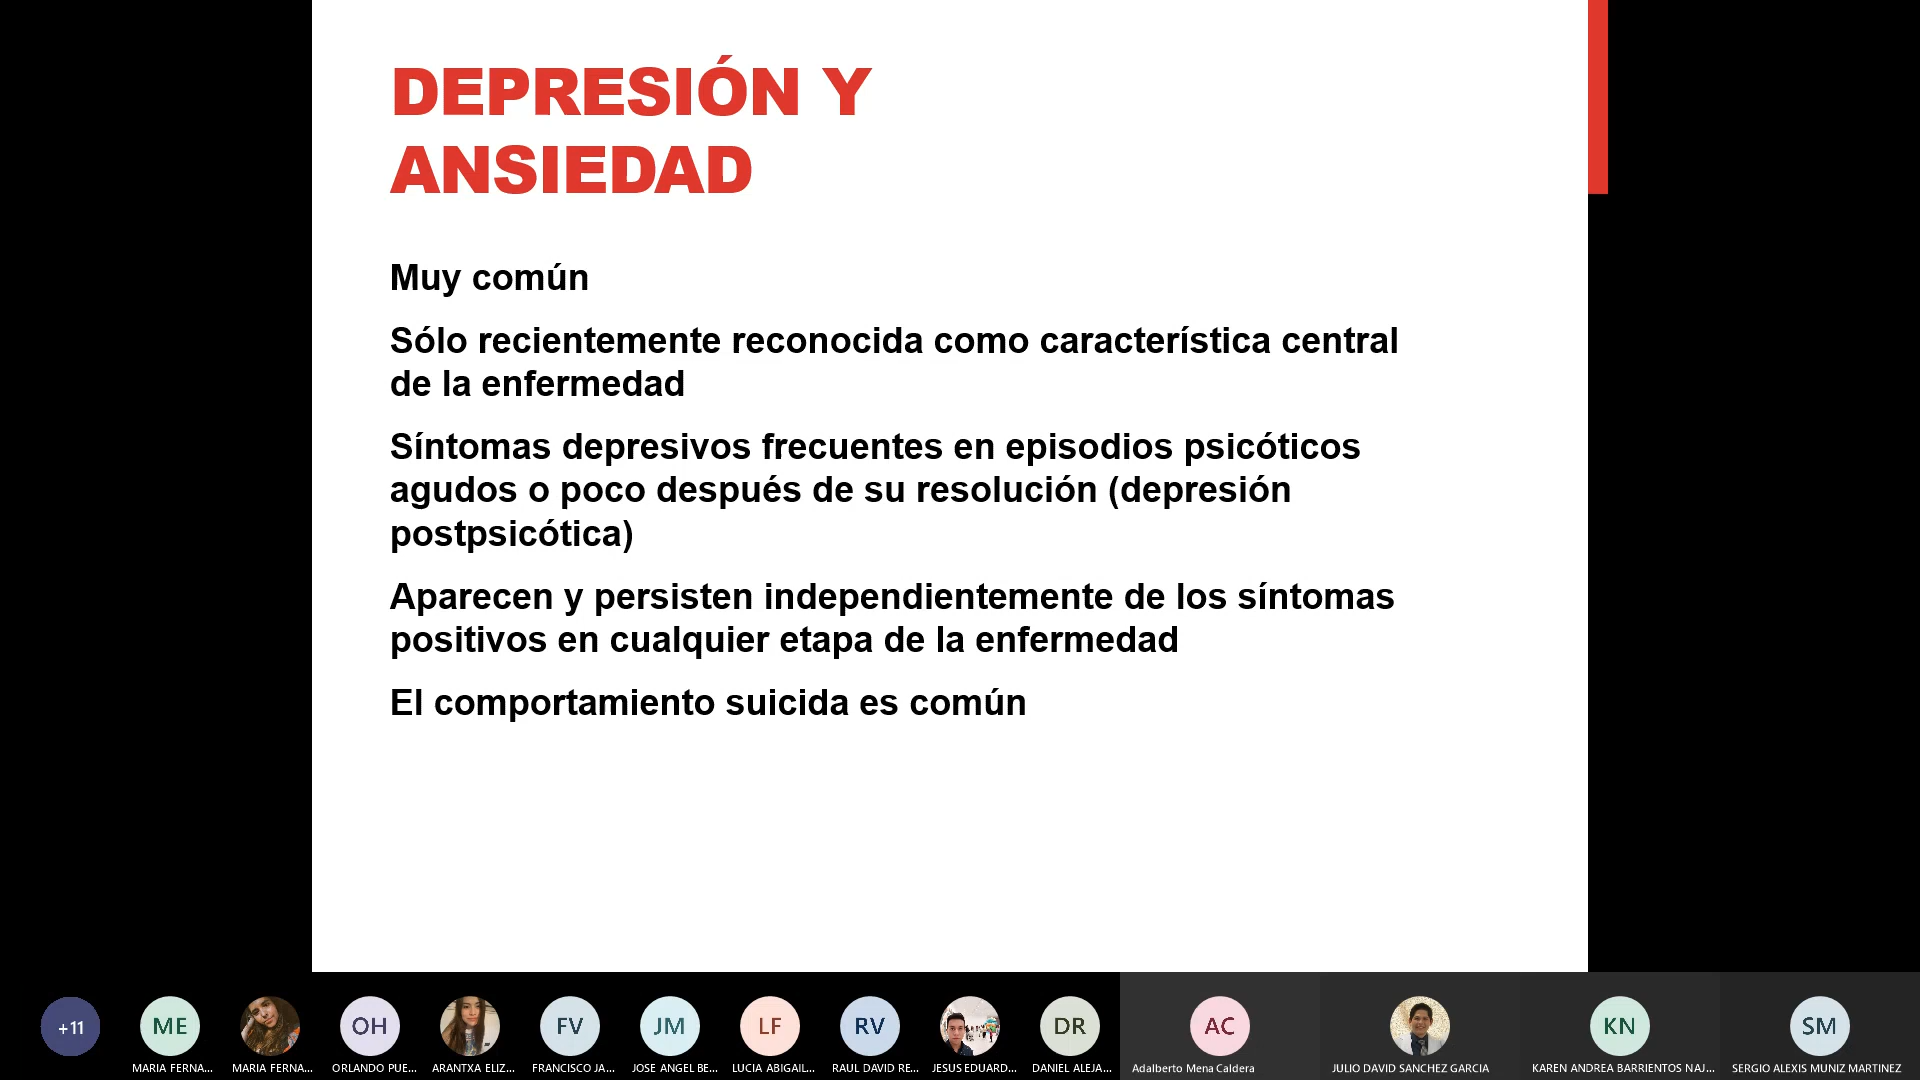 DEPRESIÓN Y
ANSIEDAD
Muy común
Sólo recientemente reconocida como característica central
de la enfermedad
Síntomas depresivos frecuentes en episodios psicóticos
agudos o poco después de su resolución (depresión
postpsicótica)
Aparecen y persisten independientemente de los síntomas
positivos en cualquier etapa de la enfermedad
El comportamiento suicida es común
+11
ME
OH
FV
JM
LF
RV
DR
AC
KN
SM
MARIA FERNA...
MARIA FERNA...
ORLANDO PUE...
ARANTXA ELIZ...
FRANCISCO JA...
JOSE ANGEL BE...
LUCIA ABIGAIL...
RAUL DAVID RE...
JESUS EDUARD...
DANIEL ALEJA...
Adalberto Mena Caldera
JULIO DAVID SANCHEZ GARCIA
KAREN ANDREA BARRIENTOS NAJ...
SERGIO ALEXIS MUNIZ MARTINEZ